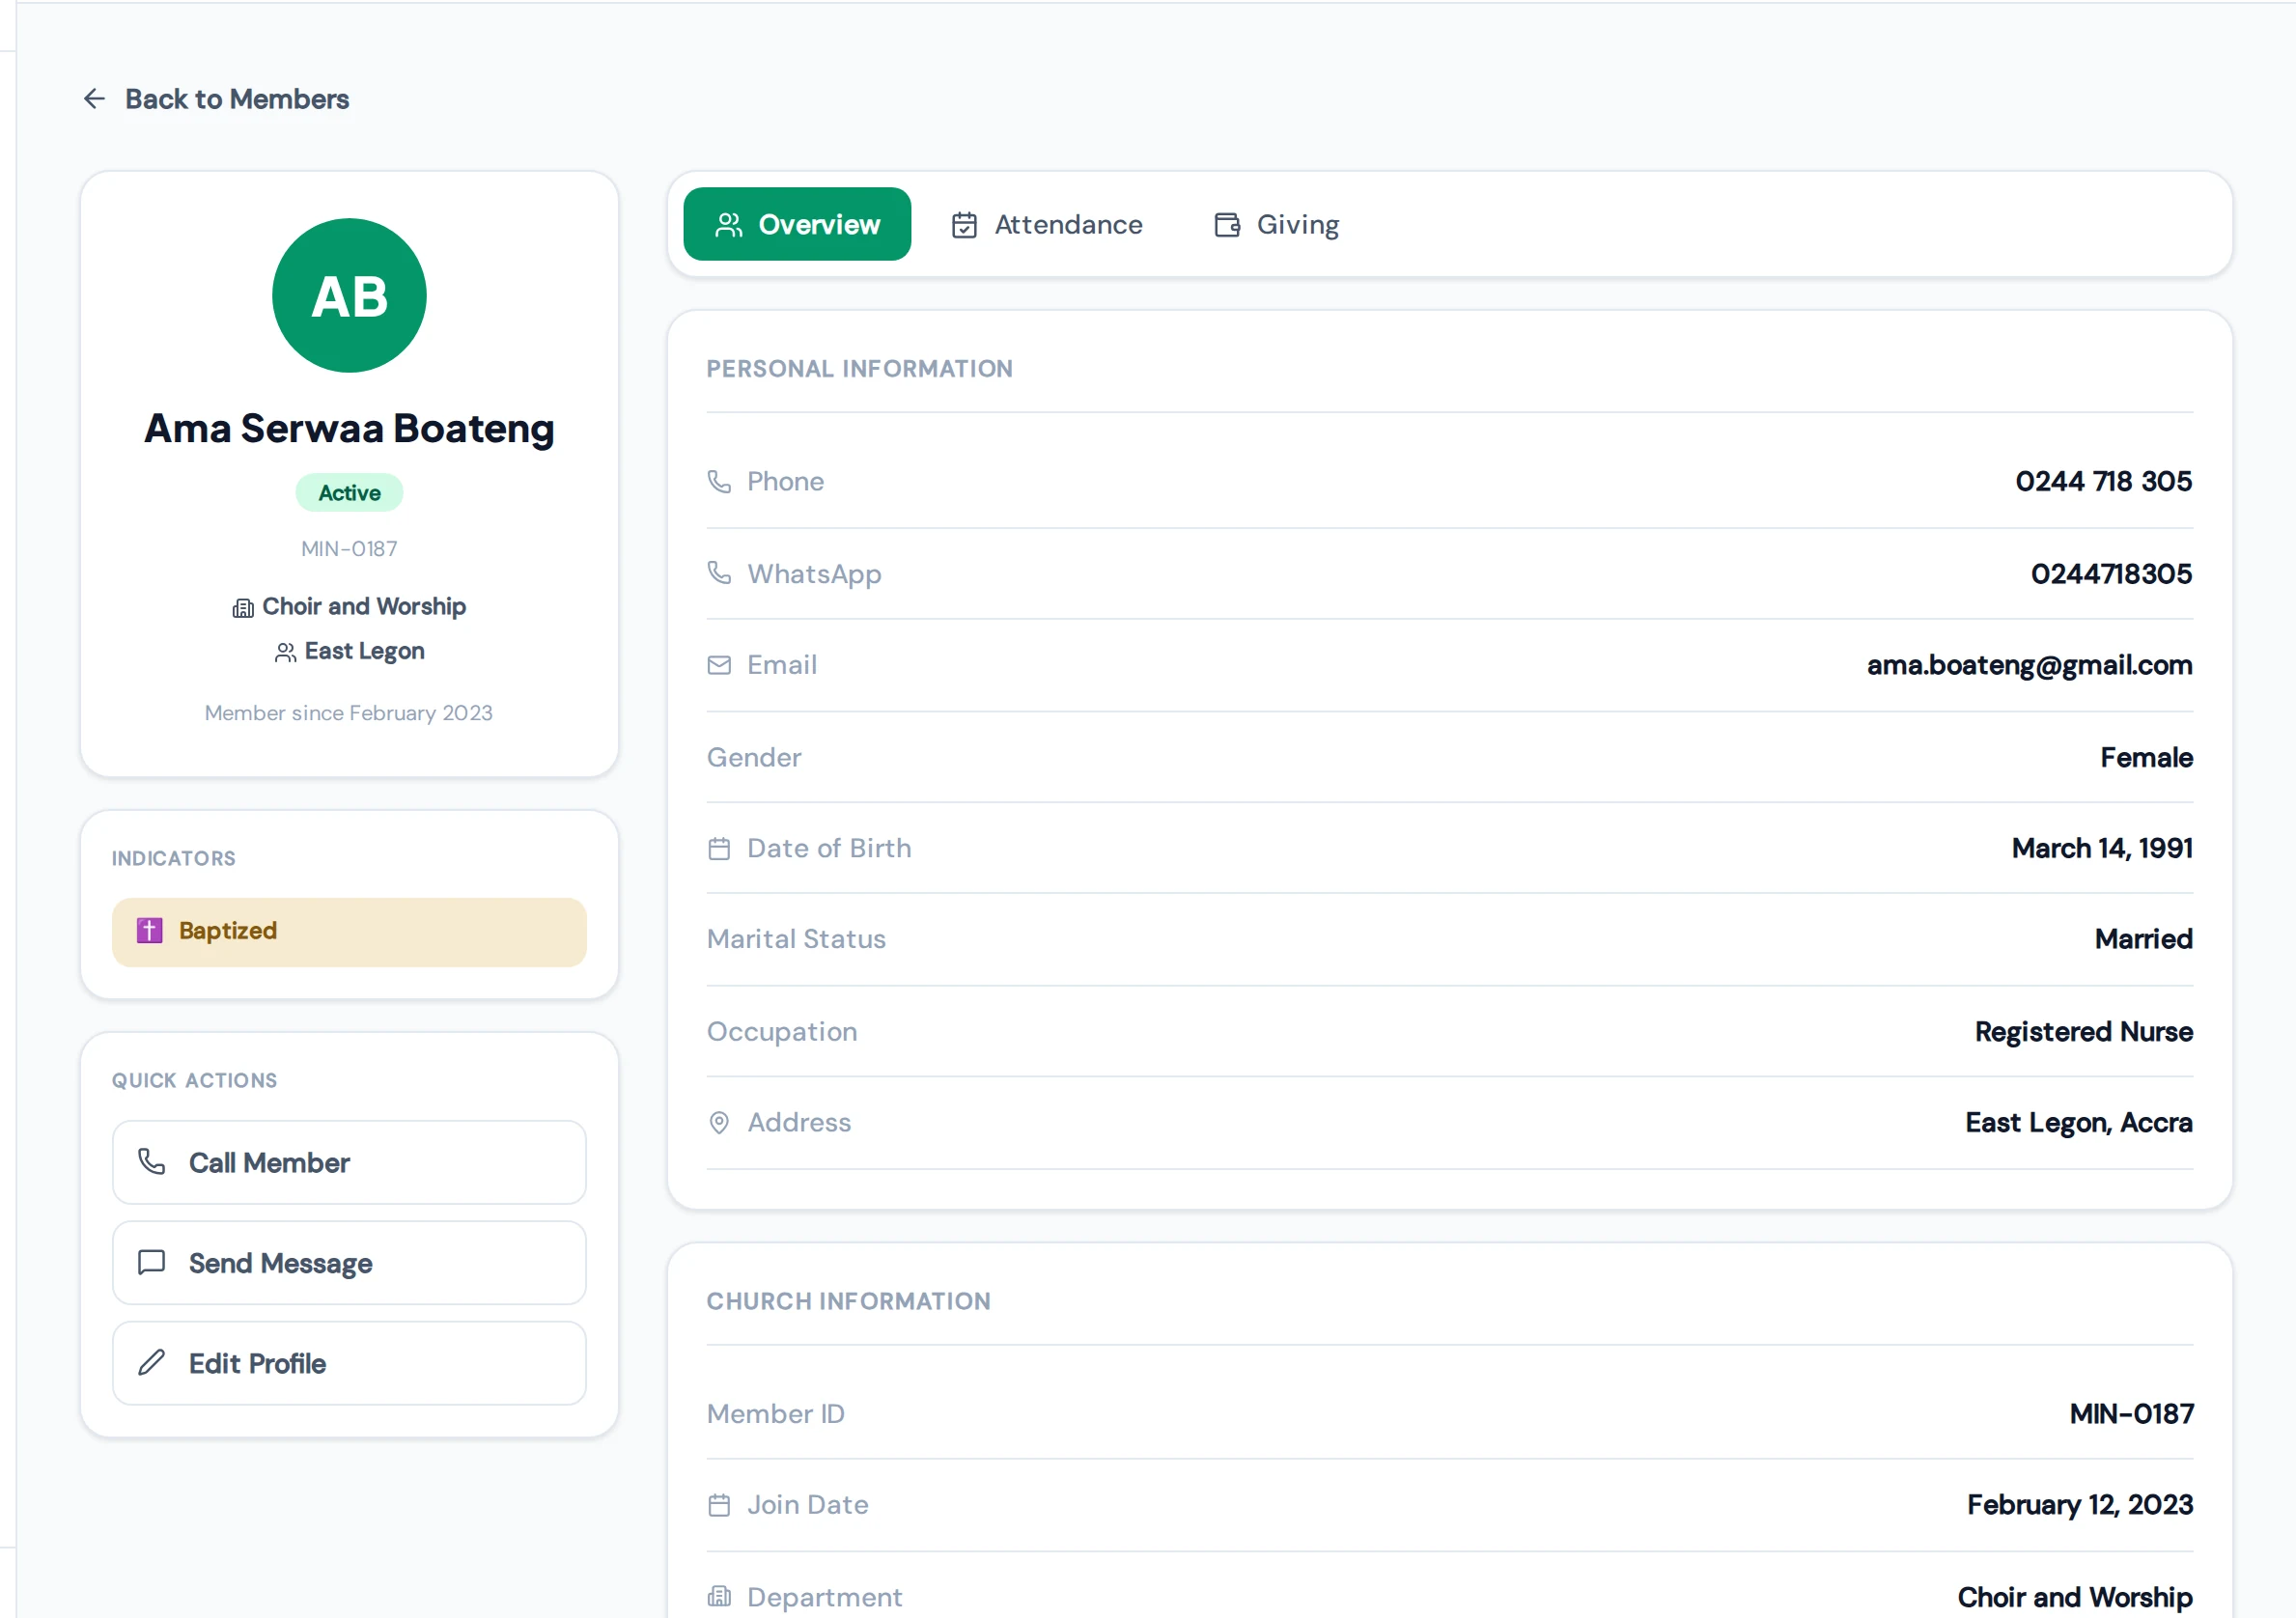 Back to Members
AB
Ama Serwaa Boateng
Active
MIN-0187
Choir and Worship
East Legon
Member since February 2023
INDICATORS
✝ Baptized
QUICK ACTIONS
Call Member
Send Message
Edit Profile
Overview Attendance Giving
PERSONAL INFORMATION
Phone 0244 718 305
WhatsApp 0244718305
Email ama.boateng@gmail.com
Gender Female
Date of Birth March 14, 1991
Marital Status Married
Occupation Registered Nurse
Address East Legon, Accra
CHURCH INFORMATION
Member ID MIN-0187
Join Date February 12, 2023
Department Choir and Worship